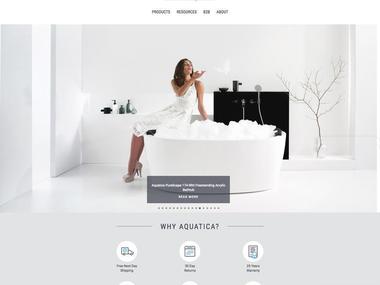 PRODUCTS RESOURCES B2B ABOUT
Aquatica PureScape 174-Wht Freestanding Acrylic
Bathtub
READ MORE
WHY AQUATICA?
Free Next Day
Shipping
30 Day
Returns
25 Years
Warranty